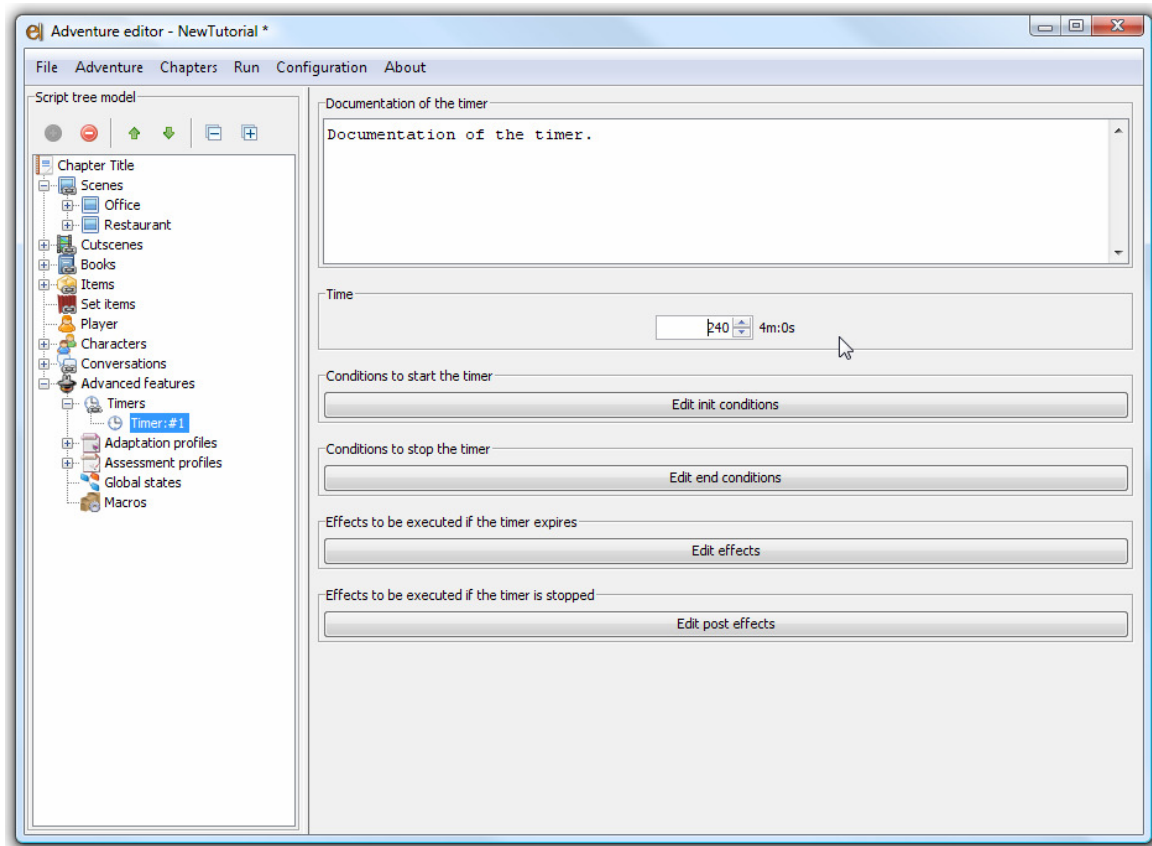 Adventure editor - NewTutorial *
File Adventure Chapters Run Configuration About
Script tree model
Chapter Title
Scenes
Office
Restaurant
Cutscenes
Books
Items
Set items
Player
Characters
Conversations
Advanced features
Timers
Timer:#1
Adaptation profiles
Assessment profiles
Global states
Macros
Documentation of the timer
Documentation of the timer.
Time
240 4m:0s
Conditions to start the timer
Edit init conditions
Conditions to stop the timer
Edit end conditions
Effects to be executed if the timer expires
Edit effects
Effects to be executed if the timer is stopped
Edit post effects